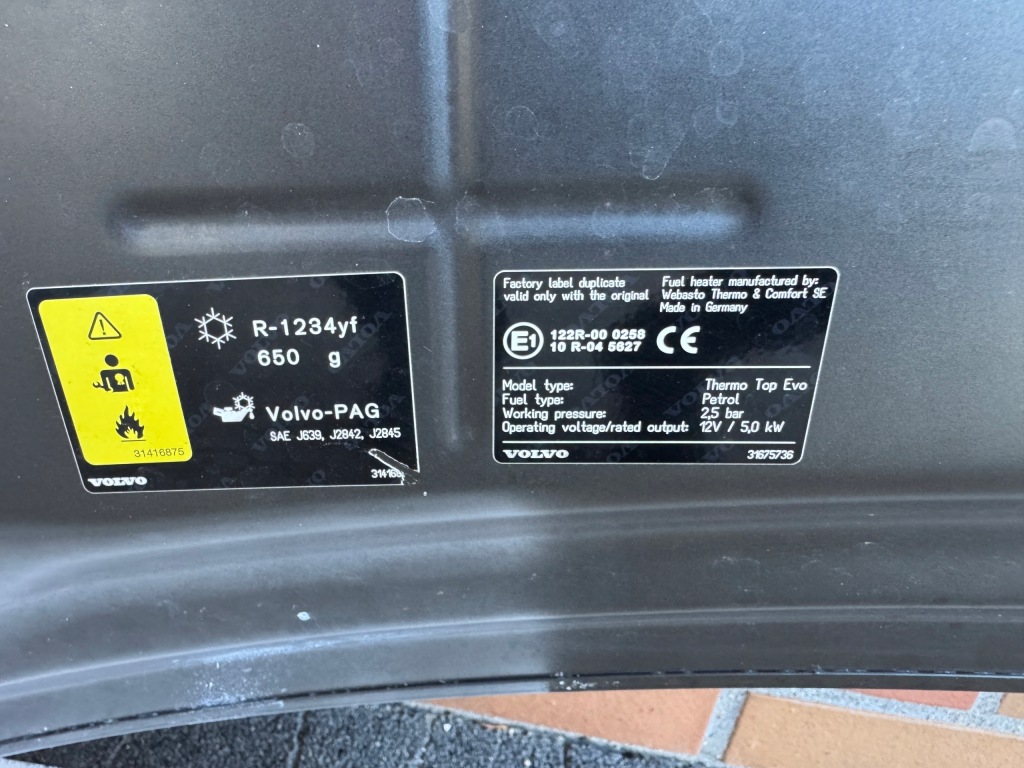 R-1234yf
650 g
Volvo-PAG
SAE J639, J2842, J2845
31416875
VOLVO
Factory label duplicate
valid only with the original
Fuel heater manufactured by:
Webasto Thermo & Comfort SE
Made in Germany
E1
122R-00 0258
10 R-04 5627
CE
Model type: Thermo Top Evo
Fuel type: Petrol
Working pressure: 2,5 bar
Operating voltage/rated output: 12V / 5,0 kW
VOLVO
31675736